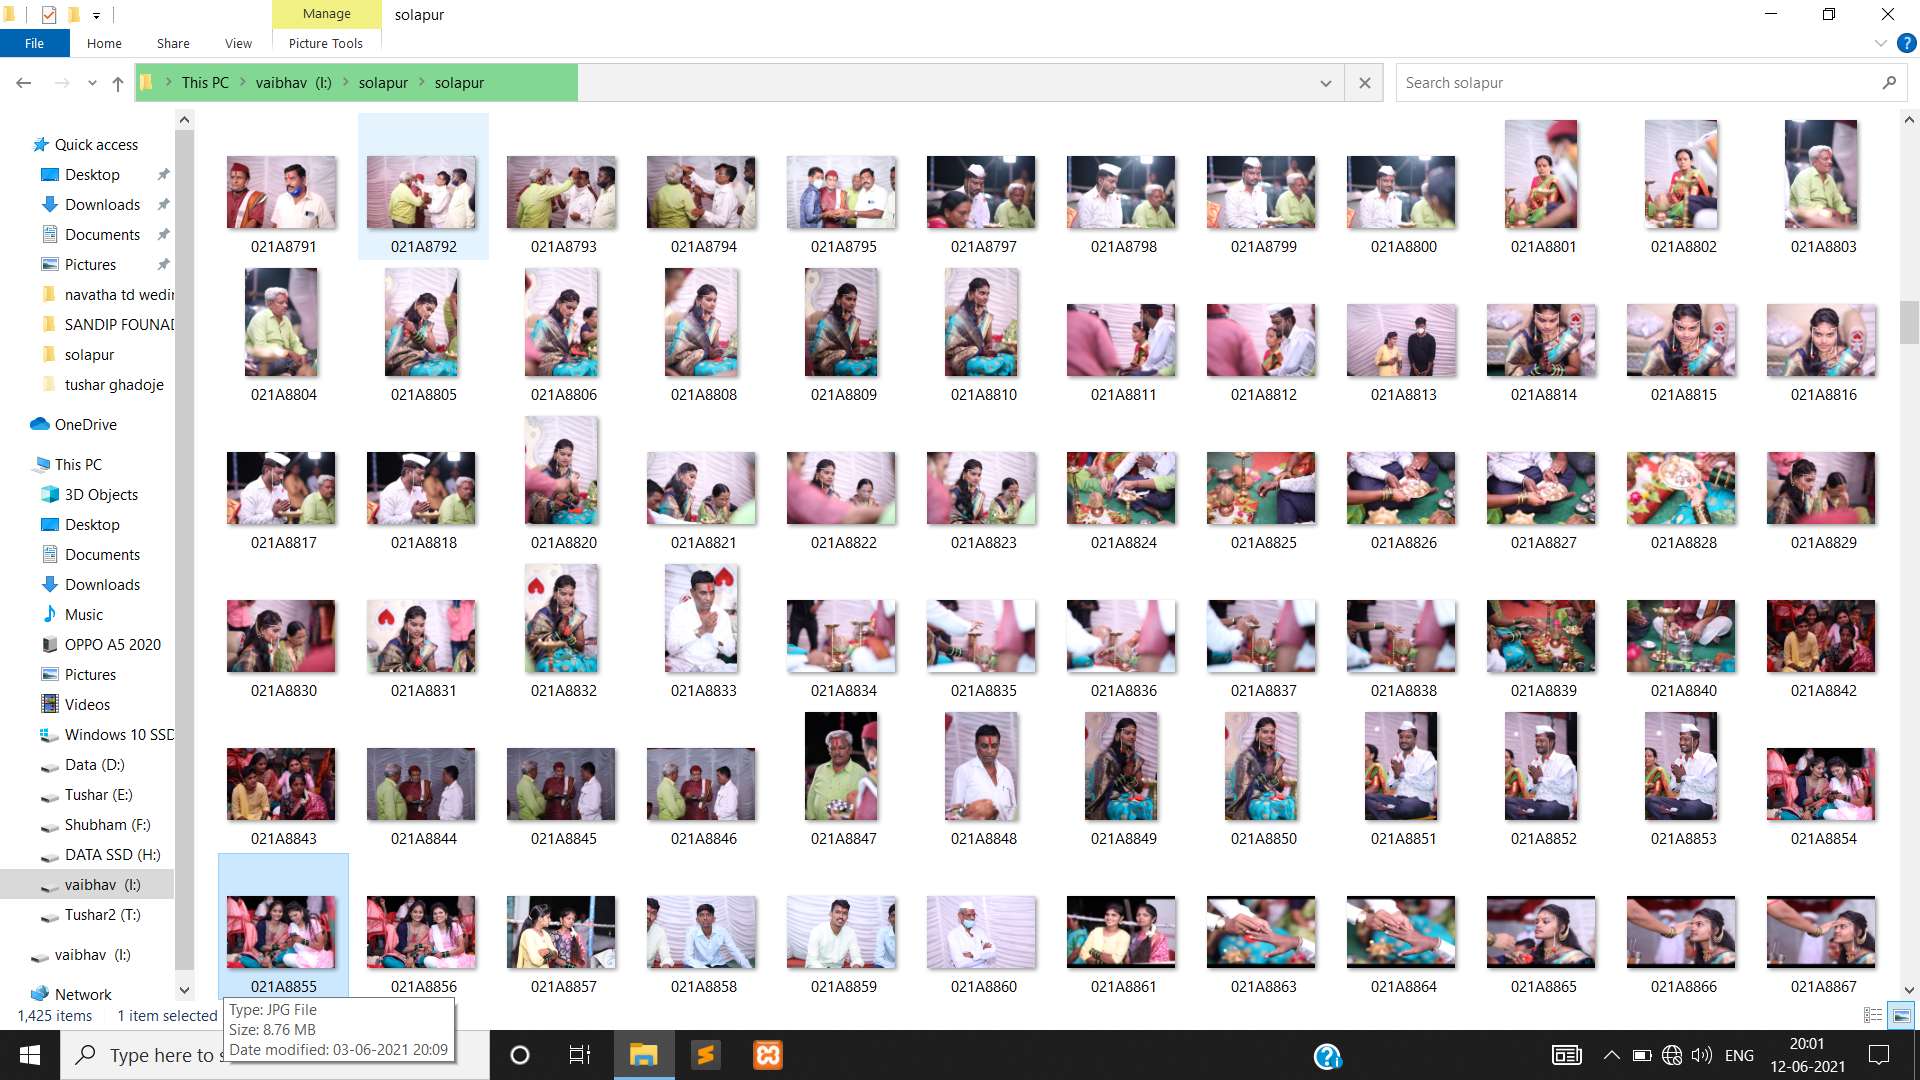 Manage
solapur
File
Home
Share
View
Picture Tools
?
This PC
vaibhav (I:)
solapur
solapur
Search solapur
Quick access
Desktop
Downloads
Documents
Pictures
navatha td wedin
SANDIP FOUNAD
solapur
tushar ghadoje
OneDrive
This PC
3D Objects
Desktop
Documents
Downloads
Music
OPPO A5 2020
Pictures
Videos
Windows 10 SSD
Data (D:)
Tushar (E:)
Shubham (F:)
DATA SSD (H:)
vaibhav (I:)
Tushar2 (T:)
vaibhav (I:)
Network
021A8791 021A8792 021A8793 021A8794 021A8795 021A8797 021A8798 021A8799 021A8800 021A8801 021A8802 021A8803
021A8804 021A8805 021A8806 021A8808 021A8809 021A8810 021A8811 021A8812 021A8813 021A8814 021A8815 021A8816
021A8817 021A8818 021A8820 021A8821 021A8822 021A8823 021A8824 021A8825 021A8826 021A8827 021A8828 021A8829
021A8830 021A8831 021A8832 021A8833 021A8834 021A8835 021A8836 021A8837 021A8838 021A8839 021A8840 021A8842
021A8843 021A8844 021A8845 021A8846 021A8847 021A8848 021A8849 021A8850 021A8851 021A8852 021A8853 021A8854
021A8855 021A8856 021A8857 021A8858 021A8859 021A8860 021A8861 021A8863 021A8864 021A8865 021A8866 021A8867
1,425 items
1 item selected
Type: JPG File
Size: 8.76 MB
Date modified: 03-06-2021 20:09
Type here to s
ENG
20:01
12-06-2021